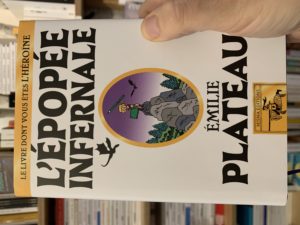 LE LIVRE DONT VOUS ÊTES L'HÉROÏNE
L'ÉPOPÉE
INFERNALE
ÉMILIE
PLATEAU